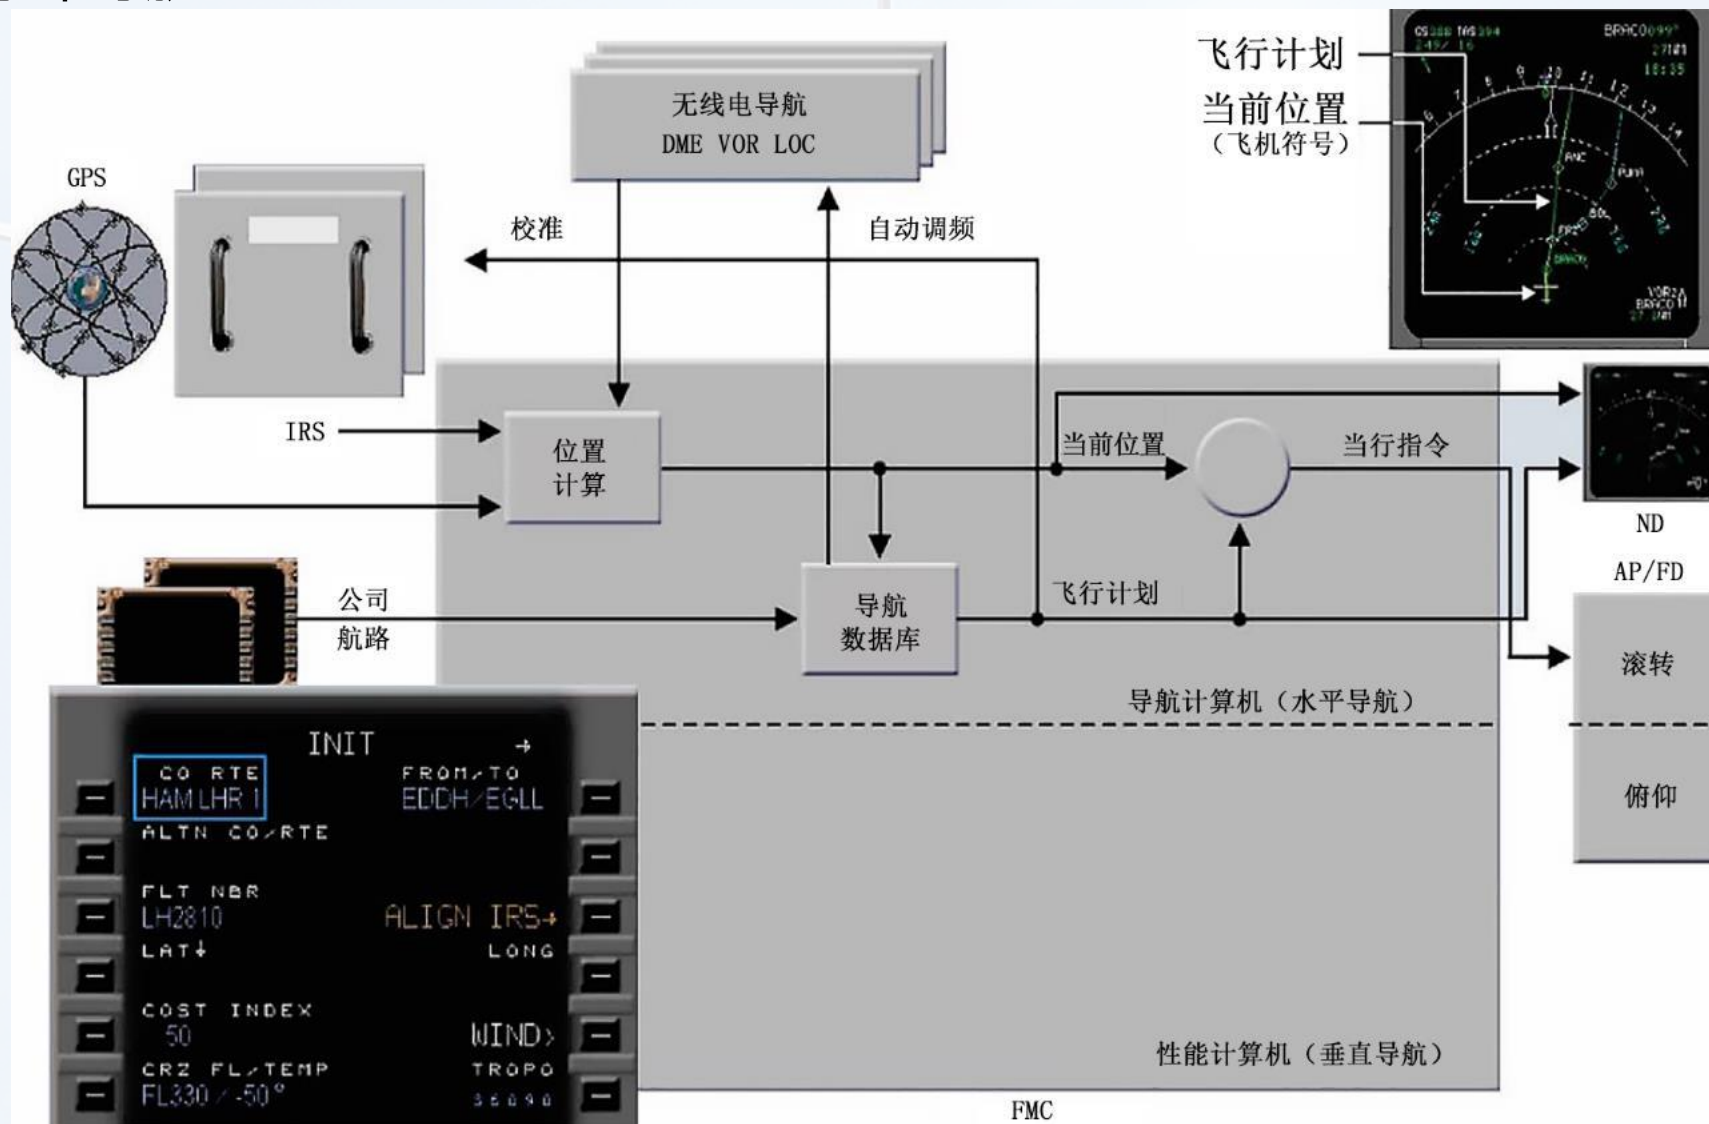 无线电导航
DME VOR LOC
飞行计划
当前位置
（飞机符号）
BRACO099°
18:35
GPS
校准
自动调频
IRS
位置
计算
当前位置
当行指令
ND
AP/FD
公司
航路
导航
数据库
飞行计划
滚转
导航计算机（水平导航）
俯仰
INIT →
CO RTE
HAMLHR1
FROM/TO
EDDH/EGLL
ALTN CO/RTE
FLT NBR
LH2810
ALIGN IRS→
LAT↓
LONG
COST INDEX
50
WIND>
CRZ FL/TEMP
FL330 / -50°
TROPO
36090
性能计算机（垂直导航）
FMC